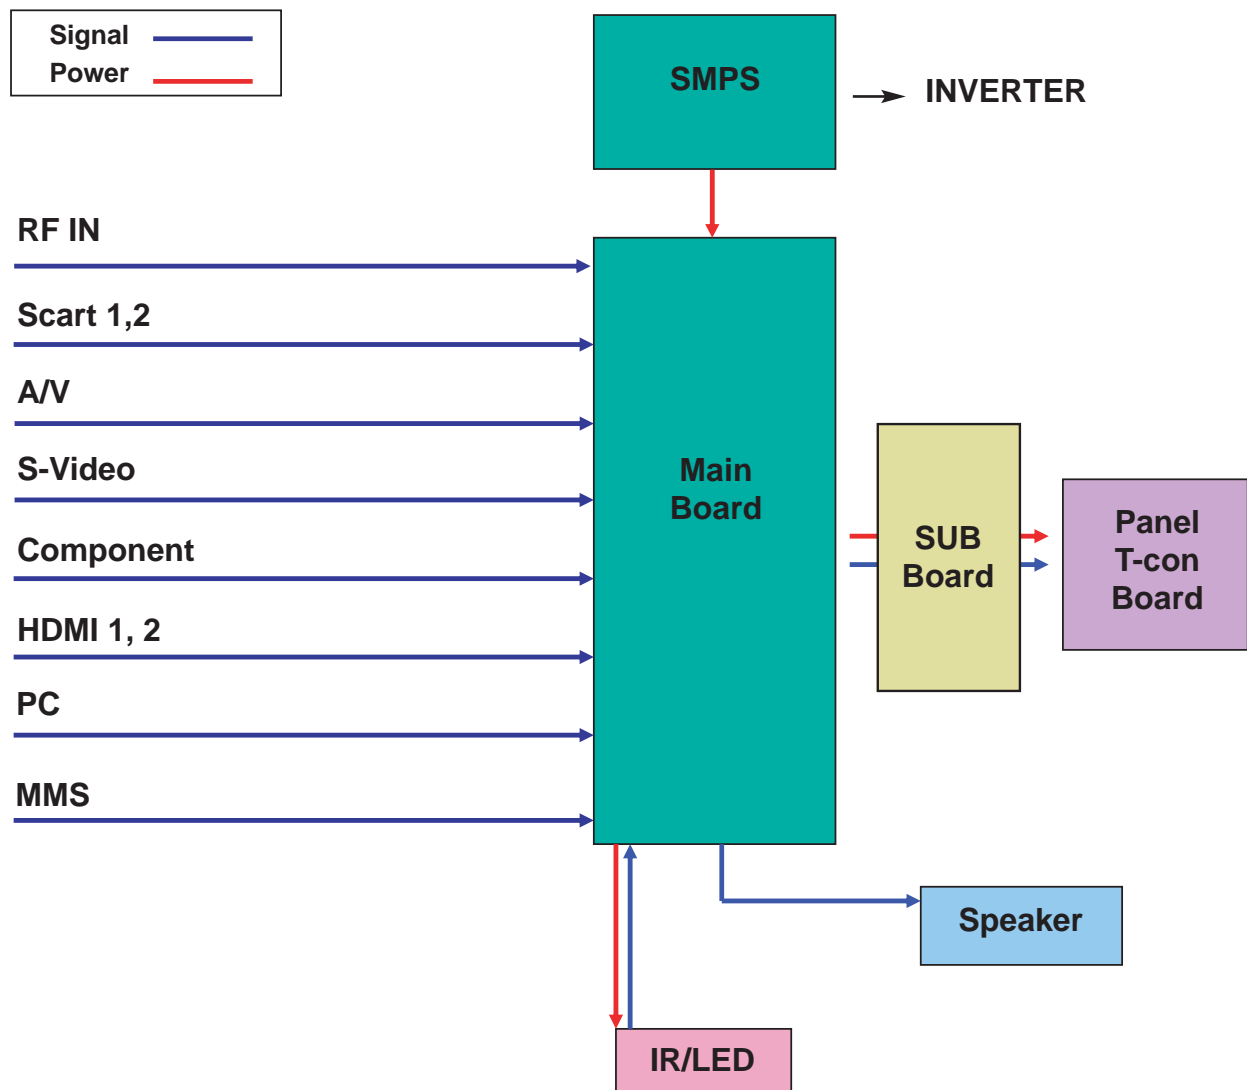 Signal
Power
SMPS
INVERTER
RF IN
Scart 1,2
A/V
S-Video
Component
HDMI 1, 2
PC
MMS
Main
Board
SUB
Board
Panel
T-con
Board
Speaker
IR/LED